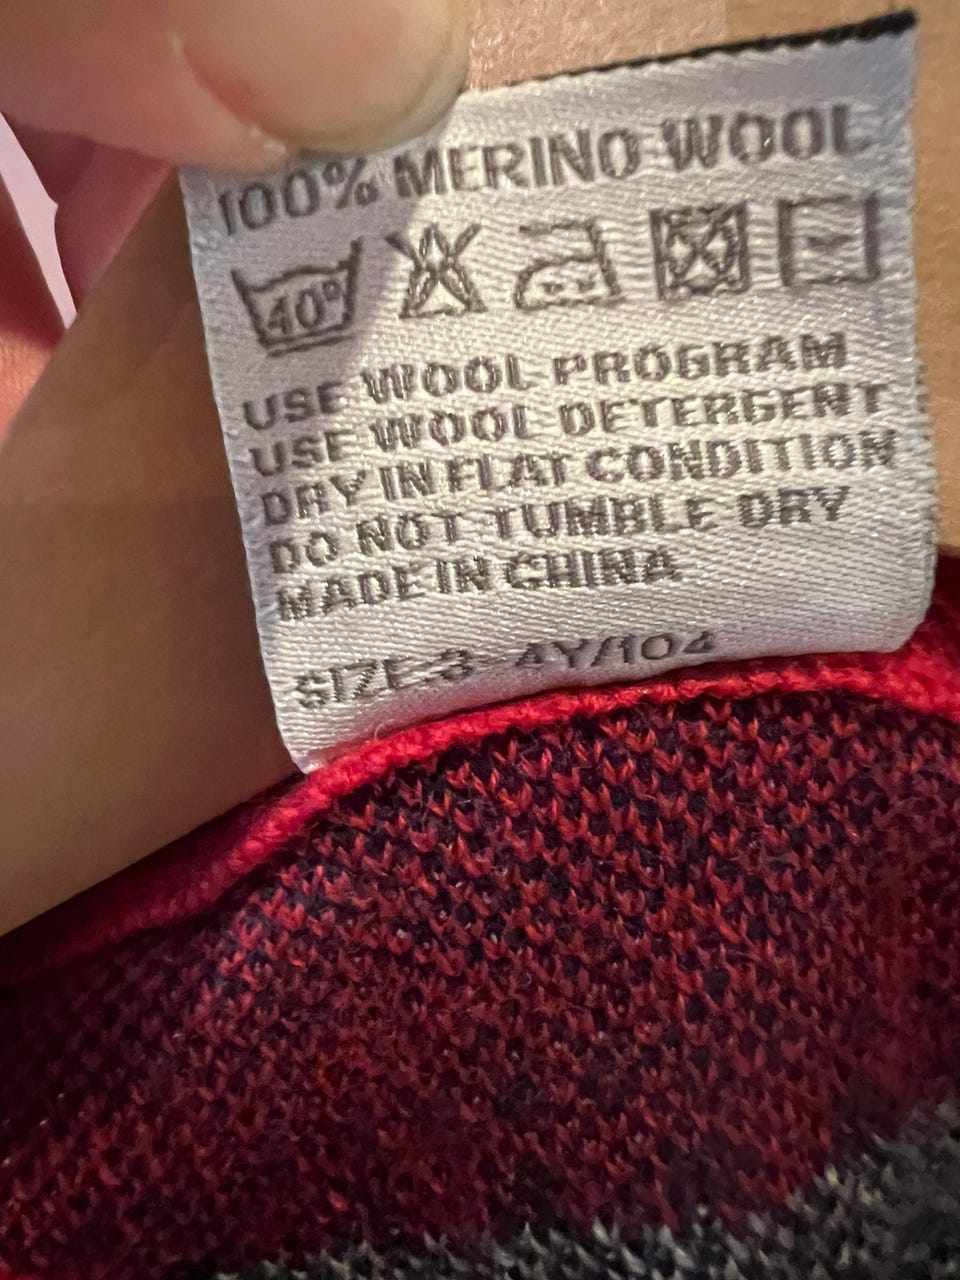 100% MERINO WOOL
40°
USE WOOL PROGRAM
USE WOOL DETERGENT
DRY IN FLAT CONDITION
DO NOT TUMBLE DRY
MADE IN CHINA
SIZE 3-4Y/104